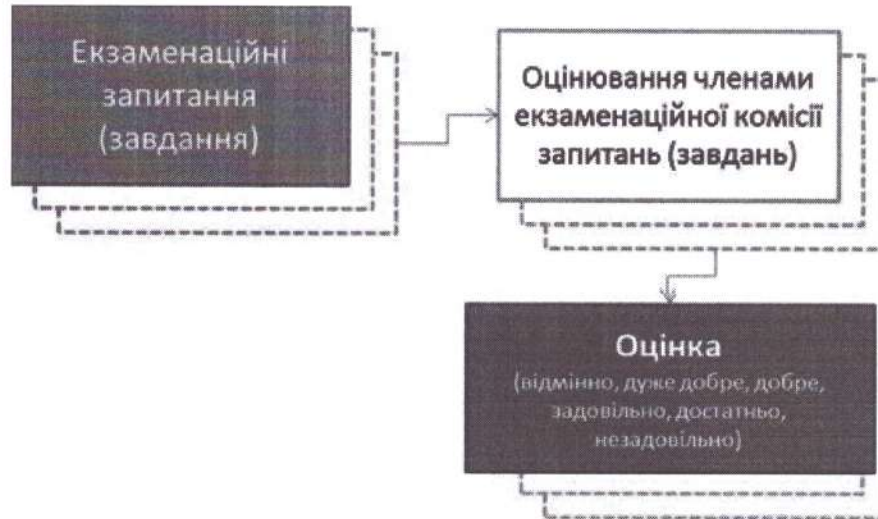 Екзаменаційні
запитання
(завдання)
Оцінювання членами
екзаменаційної комісії
запитань (завдань)
Оцінка
(відмінно, дуже добре, добре,
задовільно, достатньо,
незадовільно)